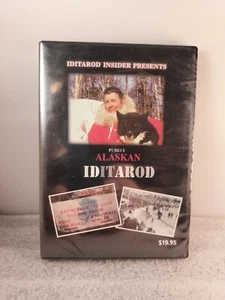 IDITAROD INSIDER PRESENTS
PURELY
ALASKAN
IDITAROD
$19.95